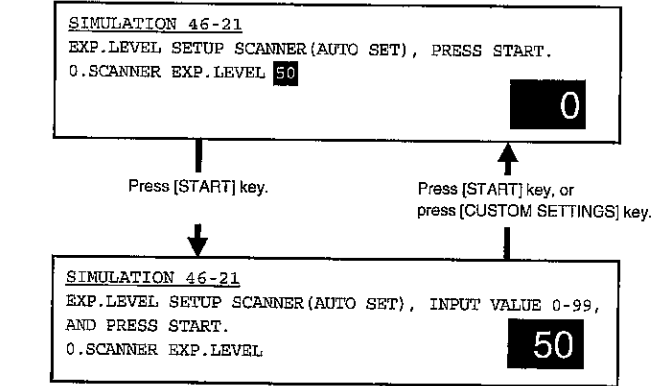 SIMULATION 46-21
EXP.LEVEL SETUP SCANNER(AUTO SET), PRESS START.
0.SCANNER EXP.LEVEL 50
0
Press [START] key.
Press [START] key, or
press [CUSTOM SETTINGS] key.
SIMULATION 46-21
EXP.LEVEL SETUP SCANNER(AUTO SET), INPUT VALUE 0-99,
AND PRESS START.
0.SCANNER EXP.LEVEL
50